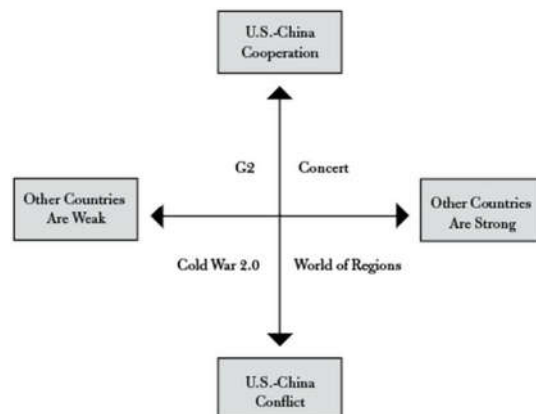 U.S.-China
Cooperation
G2 Concert
Other Countries
Are Weak
Other Countries
Are Strong
Cold War 2.0 World of Regions
U.S.-China
Conflict